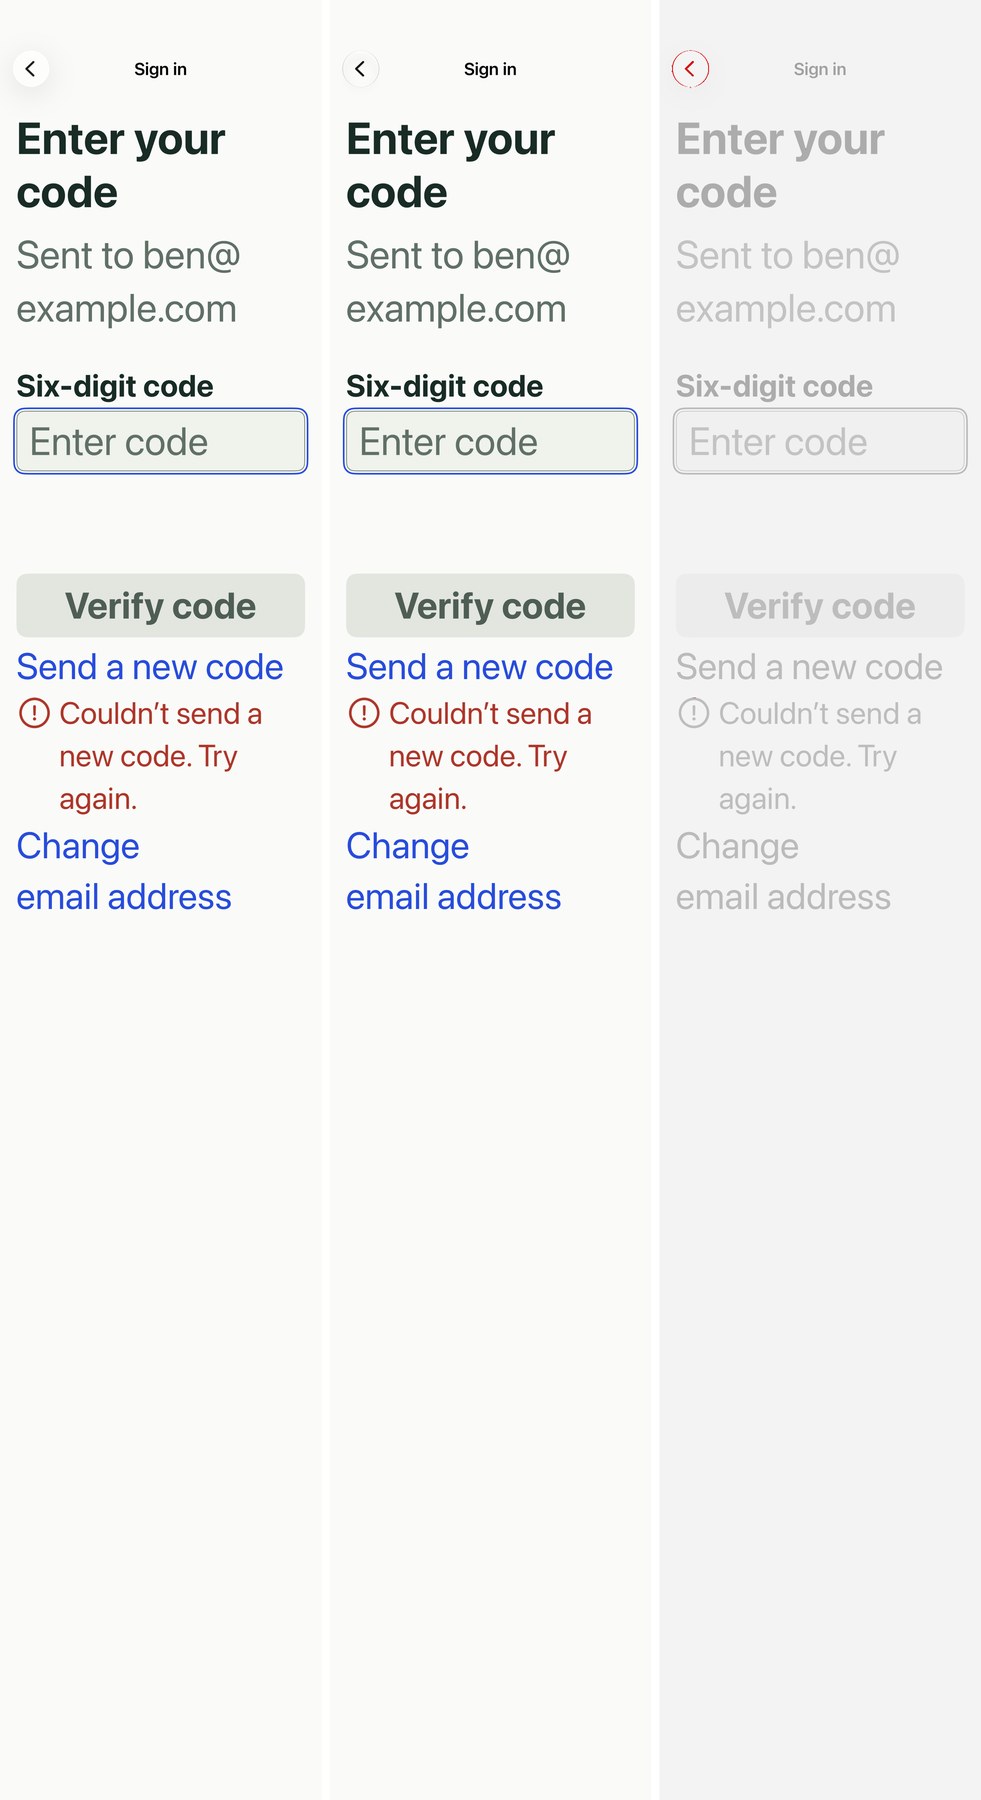 Sign in
Enter your
code
Sent to ben@
example.com
Six-digit code
Enter code
Verify code
Send a new code
Couldn’t send a
new code. Try
again.
Change
email address
Sign in
Enter your
code
Sent to ben@
example.com
Six-digit code
Enter code
Verify code
Send a new code
Couldn’t send a
new code. Try
again.
Change
email address
Sign in
Enter your
code
Sent to ben@
example.com
Six-digit code
Enter code
Verify code
Send a new code
Couldn’t send a
new code. Try
again.
Change
email address